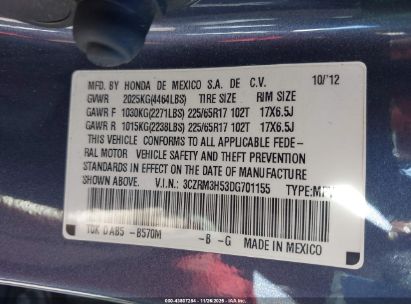 MFD. BY HONDA DE MEXICO S.A. DE C.V. 10/'12
GVWR 2025KG(4464LBS) TIRE SIZE RIM SIZE
GAWR F 1030KG(2271LBS) 225/65R17 102T 17X6.5J
GAWR R 1015KG(2238LBS) 225/65R17 102T 17X6.5J
THIS VEHICLE CONFORMS TO ALL APPLICABLE FEDE-
RAL MOTOR VEHICLE SAFETY AND THEFT PREVENTION
STANDARDS IN EFFECT ON THE DATE OF MANUFACTURE
SHOWN ABOVE. V.I.N.: 3CZRM3H53DG701155 TYPE:
-B570M -B -G MADE IN MEXICO